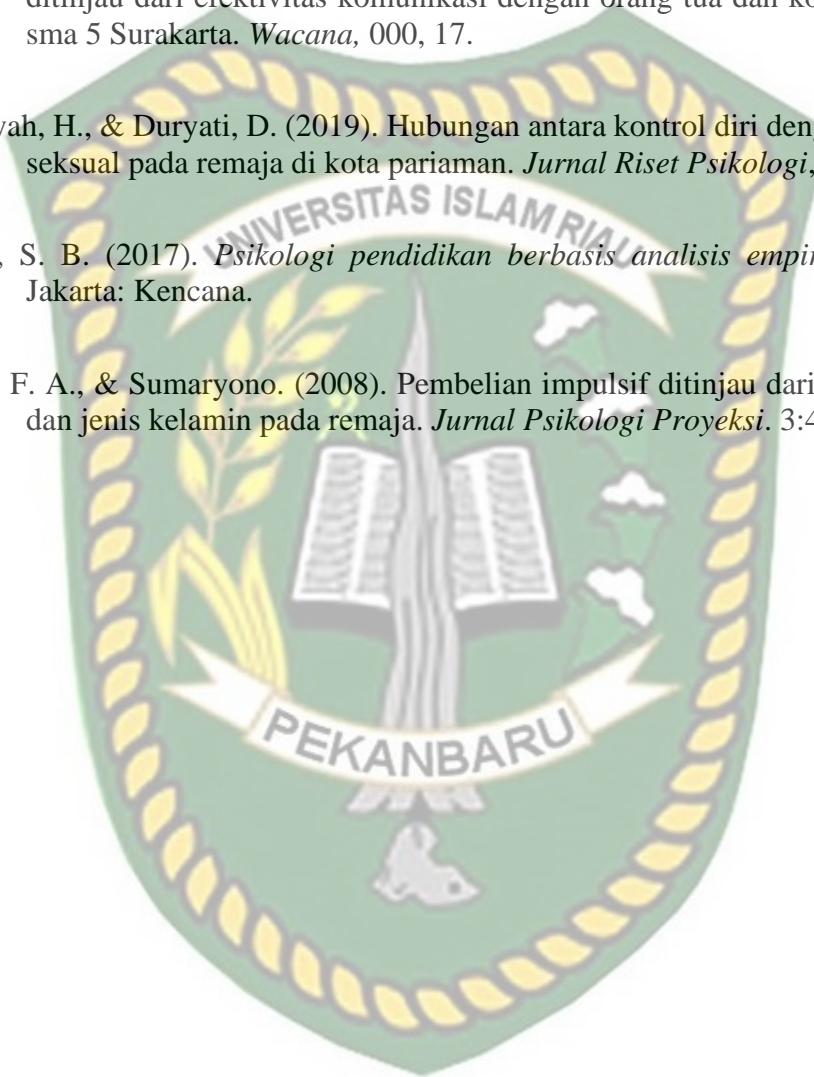 ditinjau dari efektivitas komunikasi dengan orang tua dan
sma 5 Surakarta. Wacana, 000, 17.
yah, H., & Duryati, D. (2019). Hubungan antara kontrol diri
seksual pada remaja di kota pariaman. Jurnal Riset Psikologi,
, S. B. (2017). Psikologi pendidikan berbasis analisis
Jakarta: Kencana.
F. A., & Sumaryono. (2008). Pembelian impulsif ditinjau dari
dan jenis kelamin pada remaja. Jurnal Psikologi Proyeksi. 3:4
UNIVERSITAS ISLAM RIAU
PEKANBARU